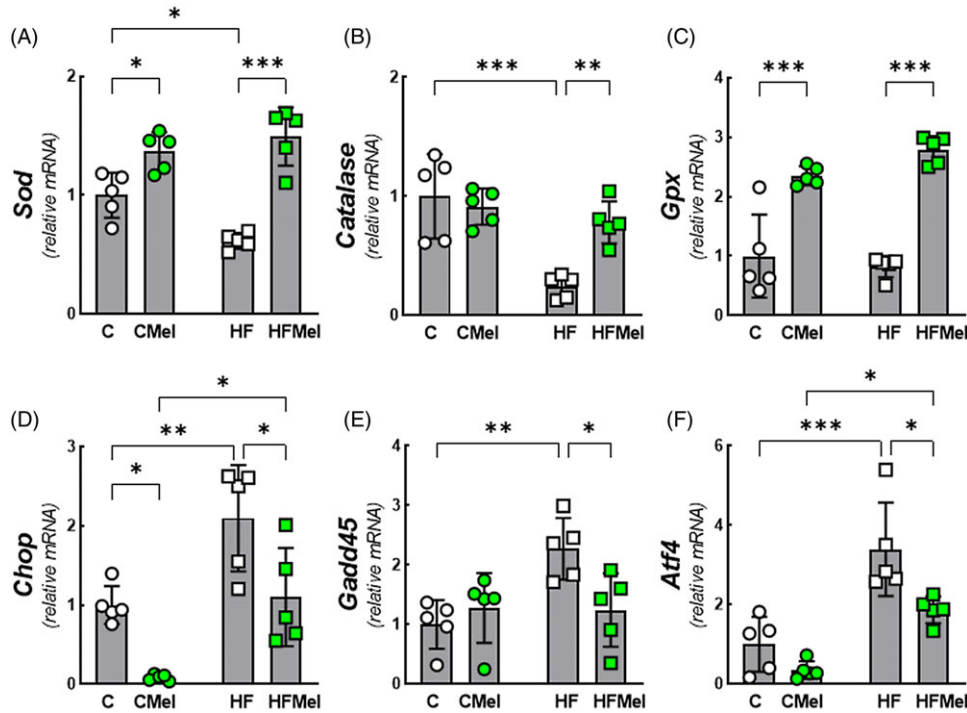 (A)
Sod
(relative mRNA)
2
1
0
*
*
***
C CMel HF HFMel
(B)
Catalase
(relative mRNA)
2
1
0
***
**
C CMel HF HFMel
(C)
Gpx
(relative mRNA)
4
3
2
1
0
***
***
C CMel HF HFMel
(D)
Chop
(relative mRNA)
3
2
1
0
*
**
*
*
C CMel HF HFMel
(E)
Gadd45
(relative mRNA)
4
3
2
1
0
**
*
C CMel HF HFMel
(F)
Atf4
(relative mRNA)
6
4
2
0
*
***
*
C CMel HF HFMel